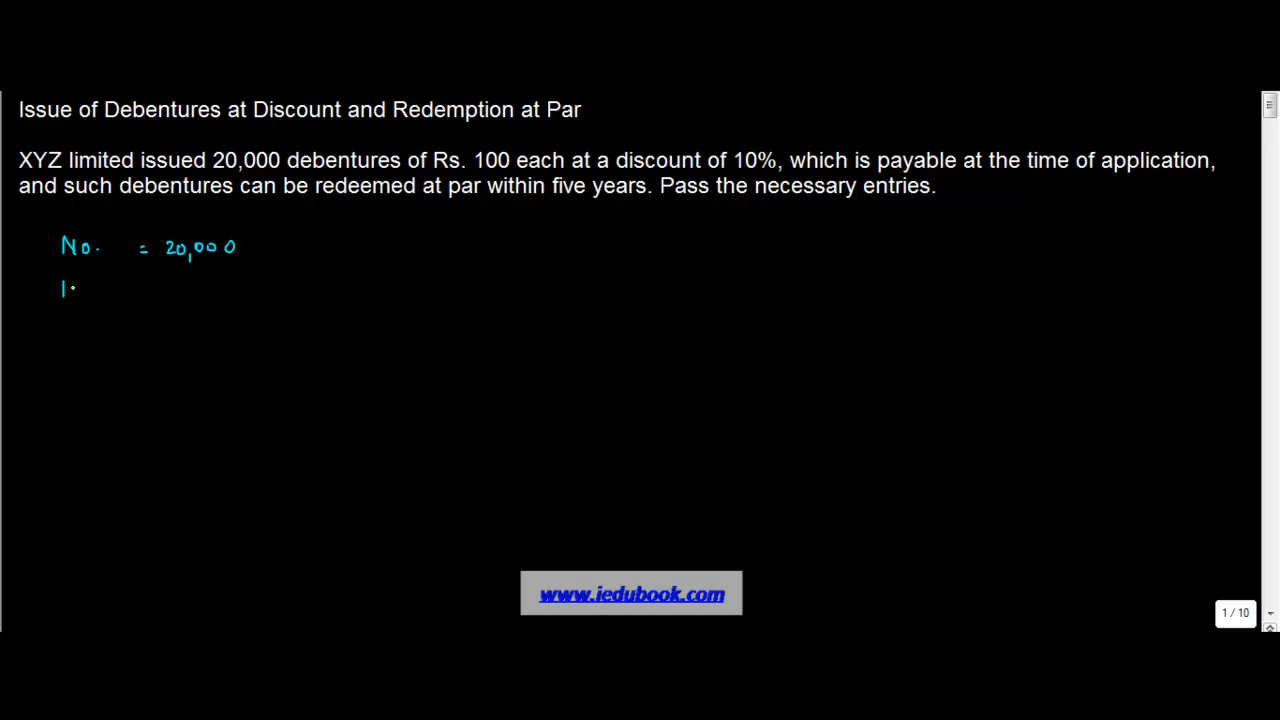 Issue of Debentures at Discount and Redemption at Par
XYZ limited issued 20,000 debentures of Rs. 100 each at a discount of 10%, which is payable at the time of application,
and such debentures can be redeemed at par within five years. Pass the necessary entries.
No. = 20,000
www.iedubook.com
1 / 10